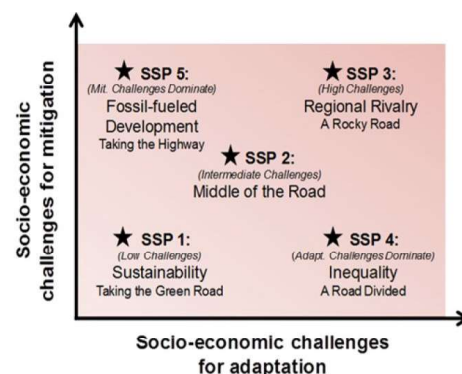 Socio-economic
challenges for mitigation
SSP 5:
(Mit. Challenges Dominate)
Fossil-fueled
Development
Taking the Highway
SSP 3:
(High Challenges)
Regional Rivalry
A Rocky Road
SSP 2:
(Intermediate Challenges)
Middle of the Road
SSP 1:
(Low Challenges)
Sustainability
Taking the Green Road
SSP 4:
(Adapt. Challenges Dominate)
Inequality
A Road Divided
Socio-economic challenges
for adaptation